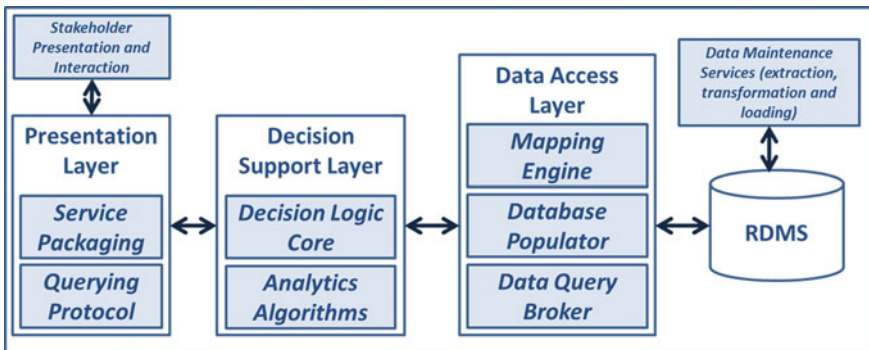 Stakeholder
Presentation and
Interaction
Presentation
Layer
Service
Packaging
Querying
Protocol
Decision
Support Layer
Decision Logic
Core
Analytics
Algorithms
Data Access
Layer
Mapping
Engine
Database
Populator
Data Query
Broker
Data Maintenance
Services (extraction,
transformation and
loading)
RDMS